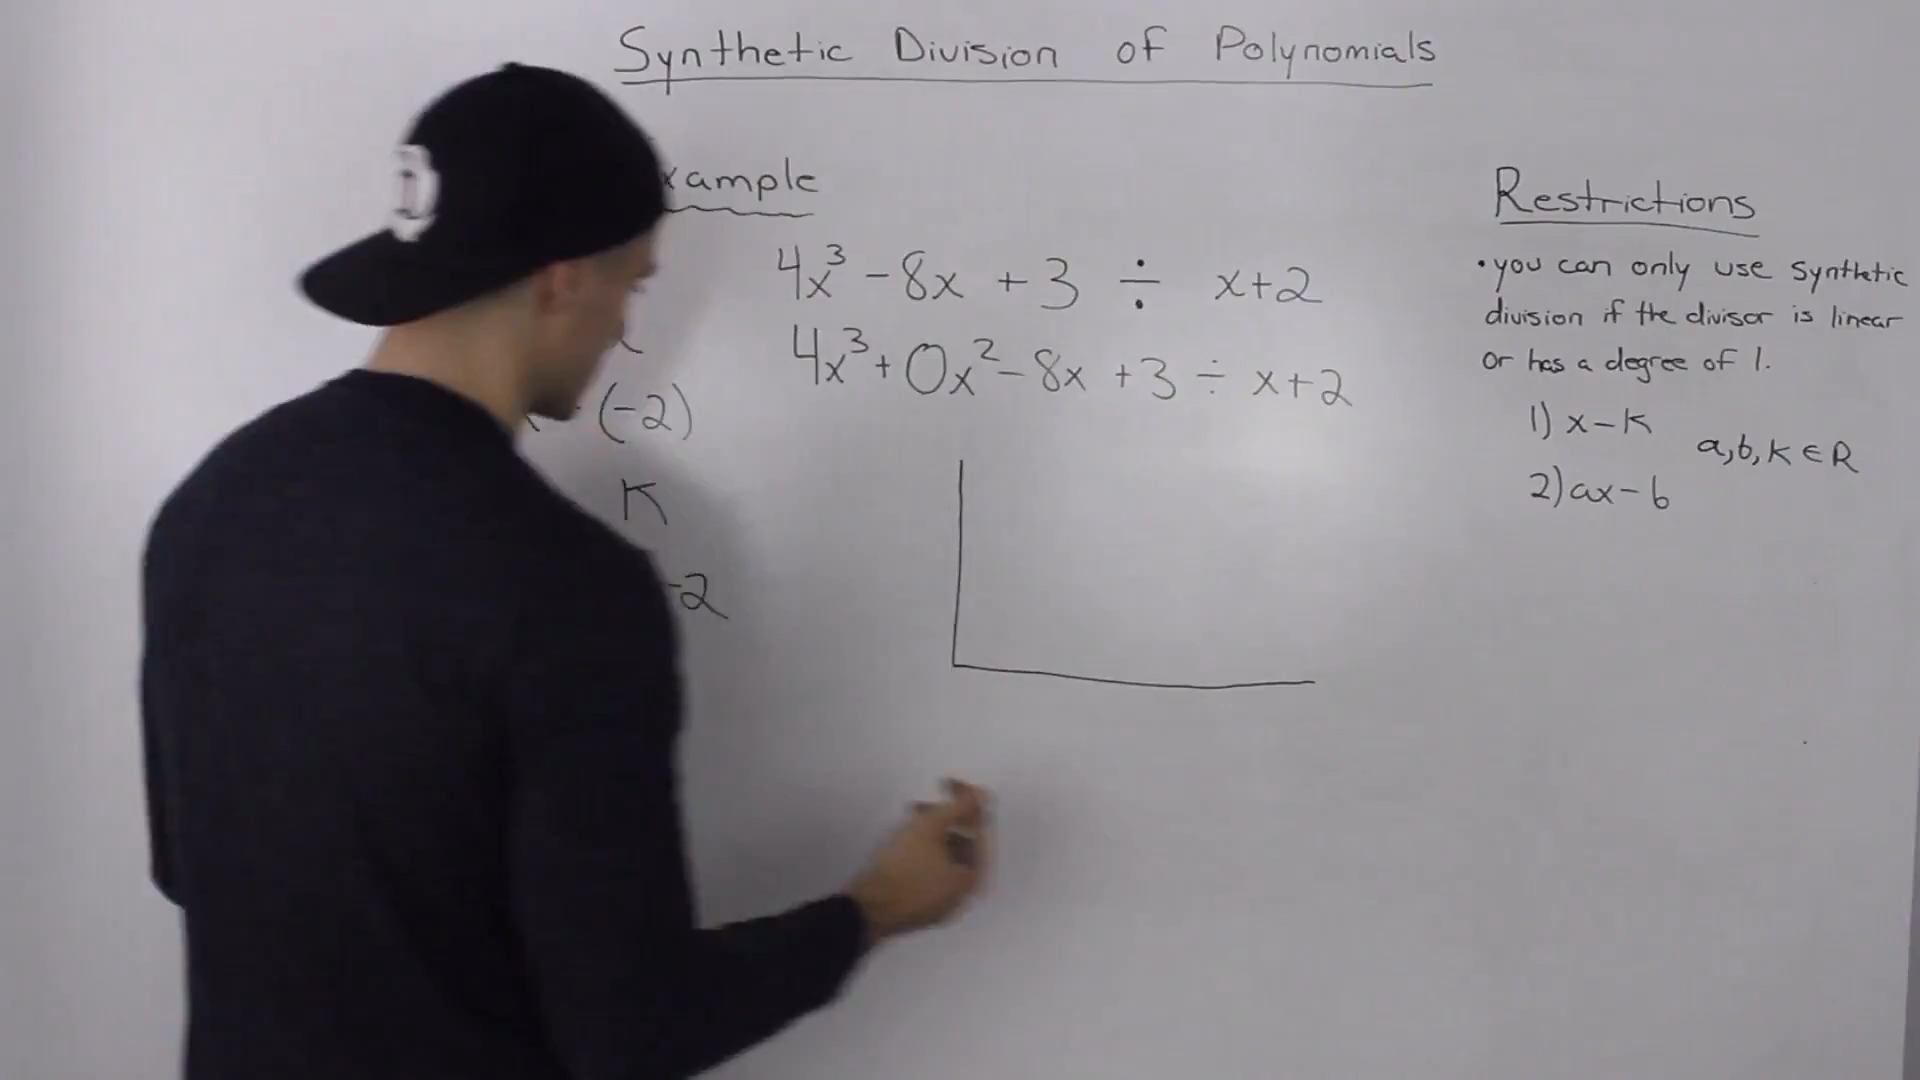 Synthetic Division of Polynomials
xample
4x³ - 8x + 3 ÷ x+2
4x³ + 0x² - 8x + 3 ÷ x+2
(-2)
K
-2
Restrictions
• you can only use synthetic
division if the divisor is linear
or has a degree of 1.
1) x-K
a,b,K ∈ R
2) ax-b